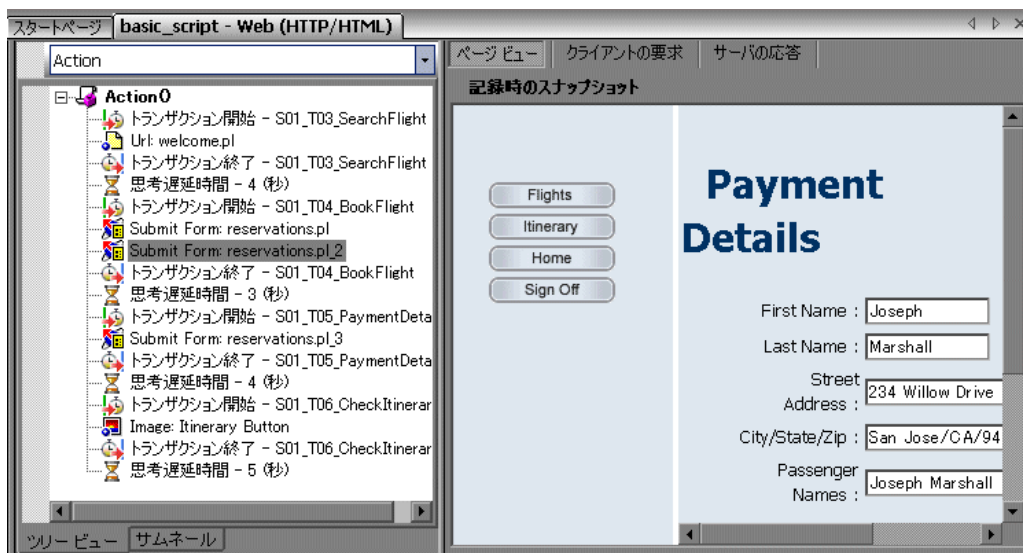 スタートページ
basic_script - Web (HTTP/HTML)
Action
Action()
トランザクション開始 - S01_T03_SearchFlight
Url: welcome.pl
トランザクション終了 - S01_T03_SearchFlight
思考遅延時間 - 4 (秒)
トランザクション開始 - S01_T04_BookFlight
Submit Form: reservations.pl
Submit Form: reservations.pl_2
トランザクション終了 - S01_T04_BookFlight
思考遅延時間 - 3 (秒)
トランザクション開始 - S01_T05_PaymentDeta
Submit Form: reservations.pl_3
トランザクション終了 - S01_T05_PaymentDeta
思考遅延時間 - 4 (秒)
トランザクション開始 - S01_T06_CheckItinerar
Image: Itinerary Button
トランザクション終了 - S01_T06_CheckItinerar
思考遅延時間 - 5 (秒)
ツリー ビュー
サムネール
ページ ビュー
クライアントの要求
サーバの応答
記録時のスナップショット
Flights
Itinerary
Home
Sign Off
Payment
Details
First Name : Joseph
Last Name : Marshall
Street
Address : 234 Willow Drive
City/State/Zip : San Jose/CA/94
Passenger
Names : Joseph Marshall